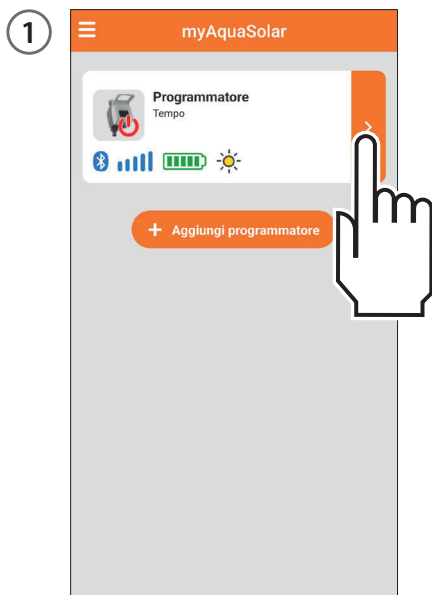 1
myAquaSolar
Programmatore
Tempo
+ Aggiungi programmatore